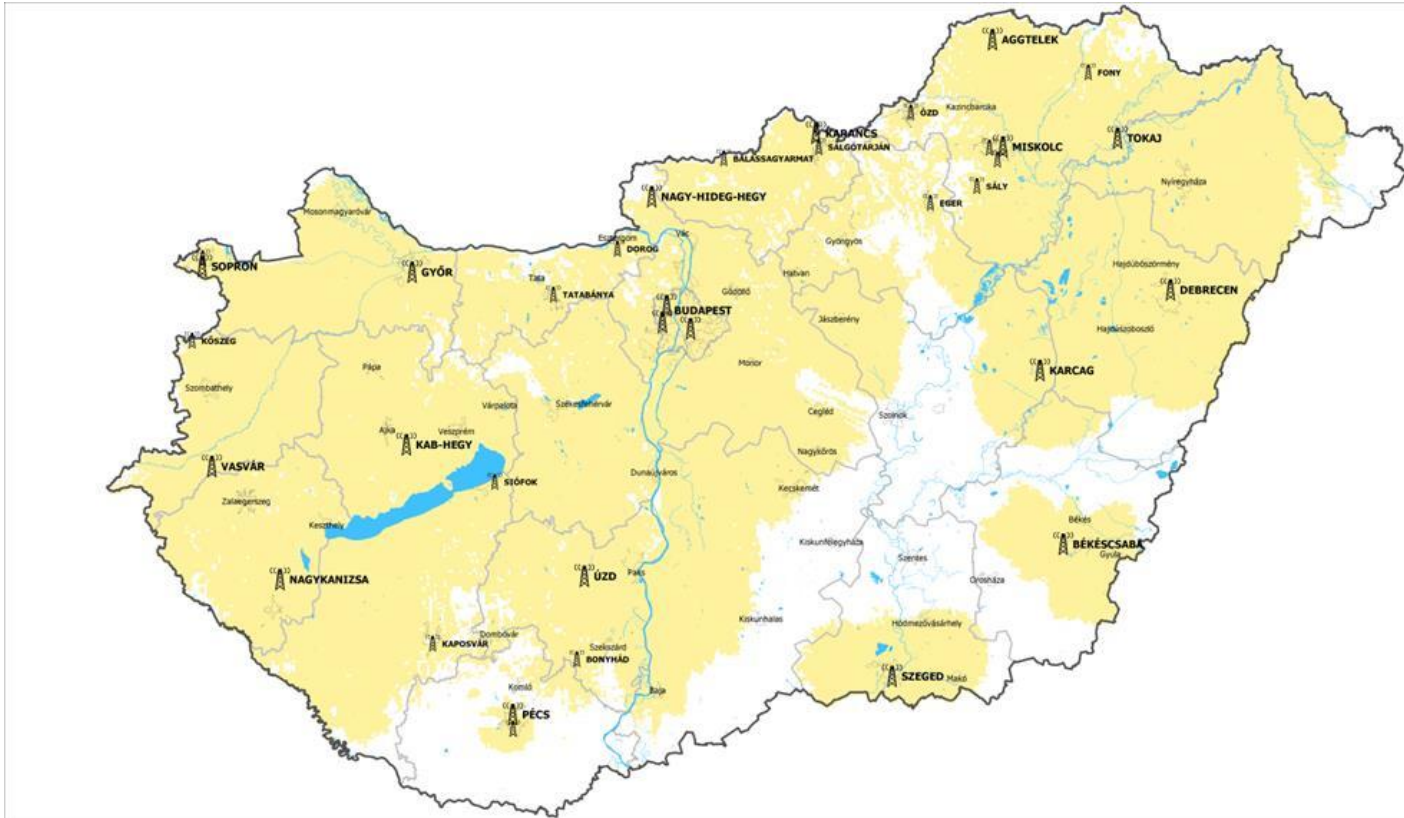 AGGTELEK
FONY
ÓZD
Kazincbarcika
KARANCS
SALGÓTARJÁN
MISKOLC
TOKAJ
BALASSAGYARMAT
SÁLY
Nyíregyháza
NAGY-HIDEG-HEGY
EGER
Mosonmagyaróvár
Esztergom
Vác
DOROG
Gyöngyös
Hatvan
SOPRON
GYŐR
Tata
TATABÁNYA
Gödöllő
Hajdúböszörmény
DEBRECEN
BUDAPEST
Jászberény
Hajdúszoboszló
KŐSZEG
Pápa
Monor
KARCAG
Szombathely
Várpalota
Székesfehérvár
Cegléd
Szolnok
Ajka
Veszprém
KAB-HEGY
Nagykőrös
VASVÁR
SIÓFOK
Dunaújváros
Kecskemét
Zalaegerszeg
Keszthely
Békés
Kiskunfélegyháza
BÉKÉSCSABA
Gyula
Szentes
NAGYKANIZSA
ÚZD
Paks
Orosháza
Kiskunhalas
Hódmezővásárhely
KAPOSVÁR
Dombóvár
Szekszárd
BONYHÁD
SZEGED
Makó
Komló
Baja
PÉCS